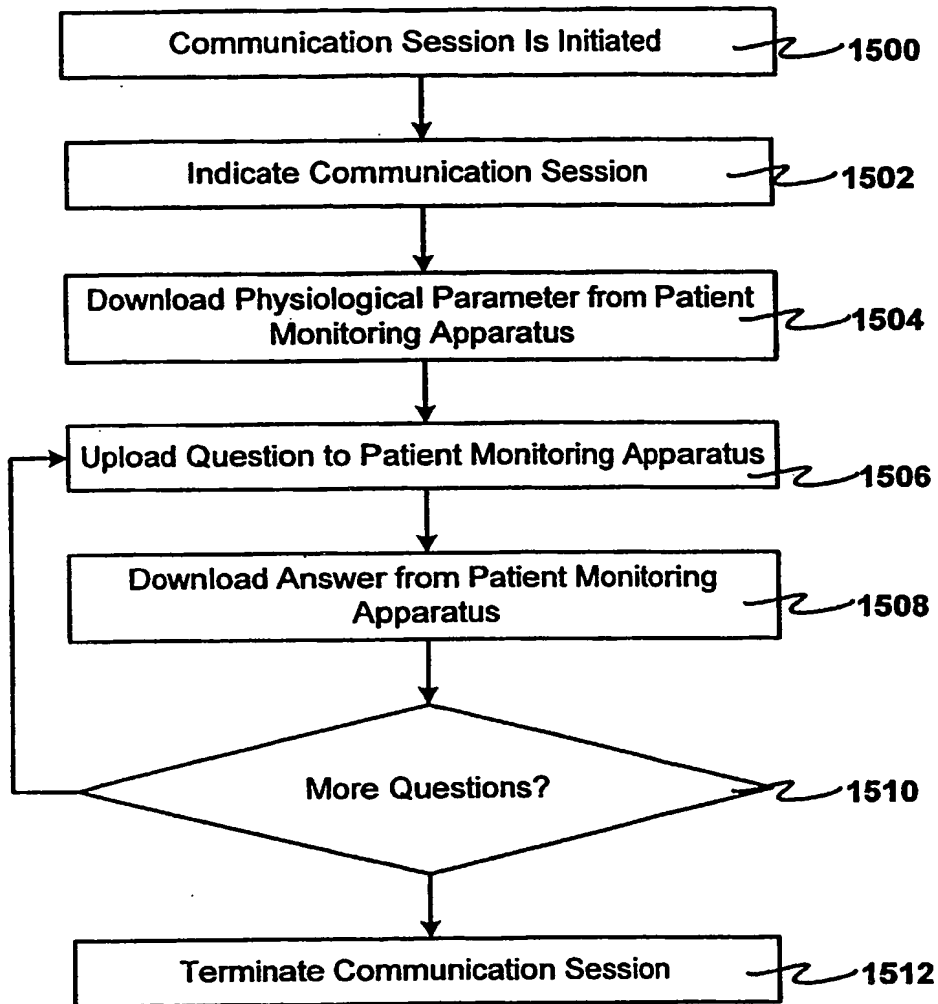 Communication Session Is Initiated
1500
Indicate Communication Session
1502
Download Physiological Parameter from Patient
Monitoring Apparatus
1504
Upload Question to Patient Monitoring Apparatus
1506
Download Answer from Patient Monitoring
Apparatus
1508
More Questions?
1510
Terminate Communication Session
1512